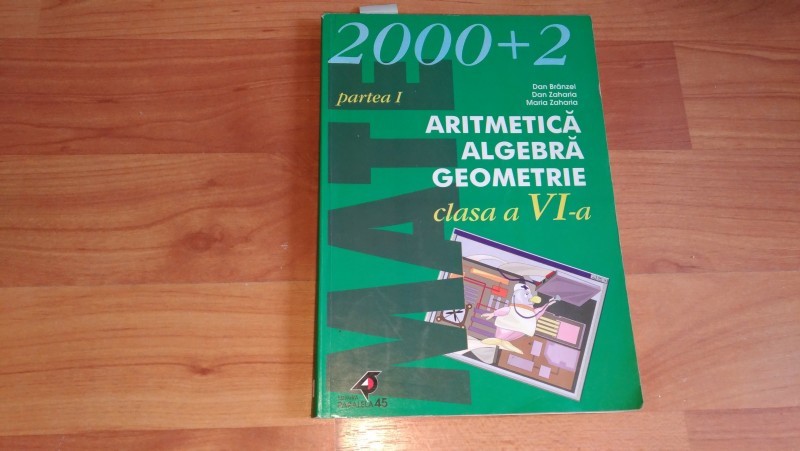 2000+2
partea I
Dan Brânzei
Dan Zaharia
Maria Zaharia
MATE
ARITMETICĂ
ALGEBRĂ
GEOMETRIE
clasa a VI-a
PARALELA 45